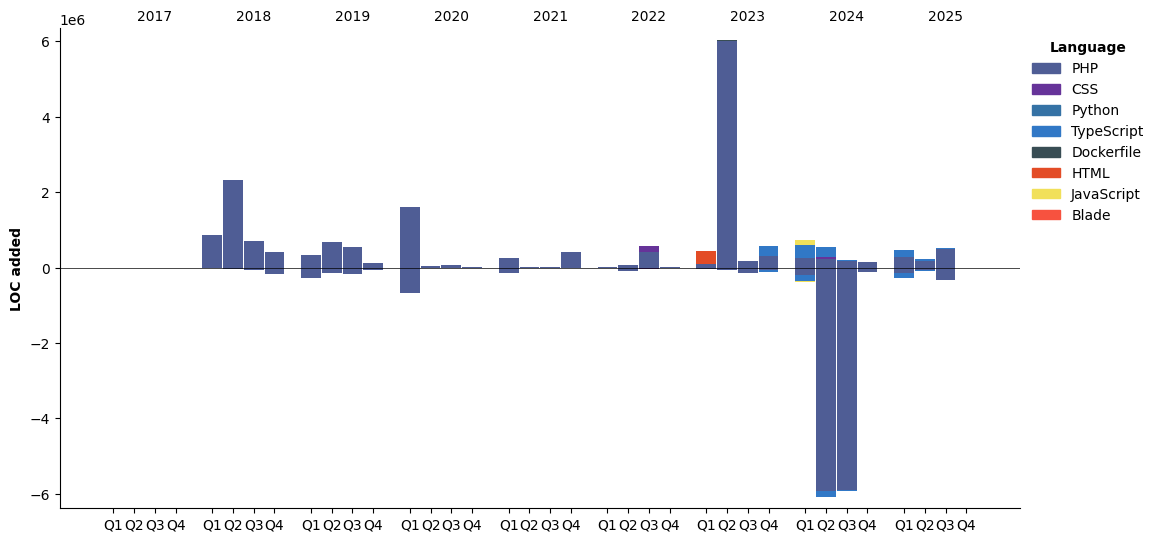 1e6
2017 2018 2019 2020 2021 2022 2023 2024 2025
6
4
2
0
−2
−4
−6
LOC added
Q1 Q2 Q3 Q4 Q1 Q2 Q3 Q4 Q1 Q2 Q3 Q4 Q1 Q2 Q3 Q4 Q1 Q2 Q3 Q4 Q1 Q2 Q3 Q4 Q1 Q2 Q3 Q4 Q1 Q2 Q3 Q4 Q1 Q2 Q3 Q4
Language
PHP
CSS
Python
TypeScript
Dockerfile
HTML
JavaScript
Blade